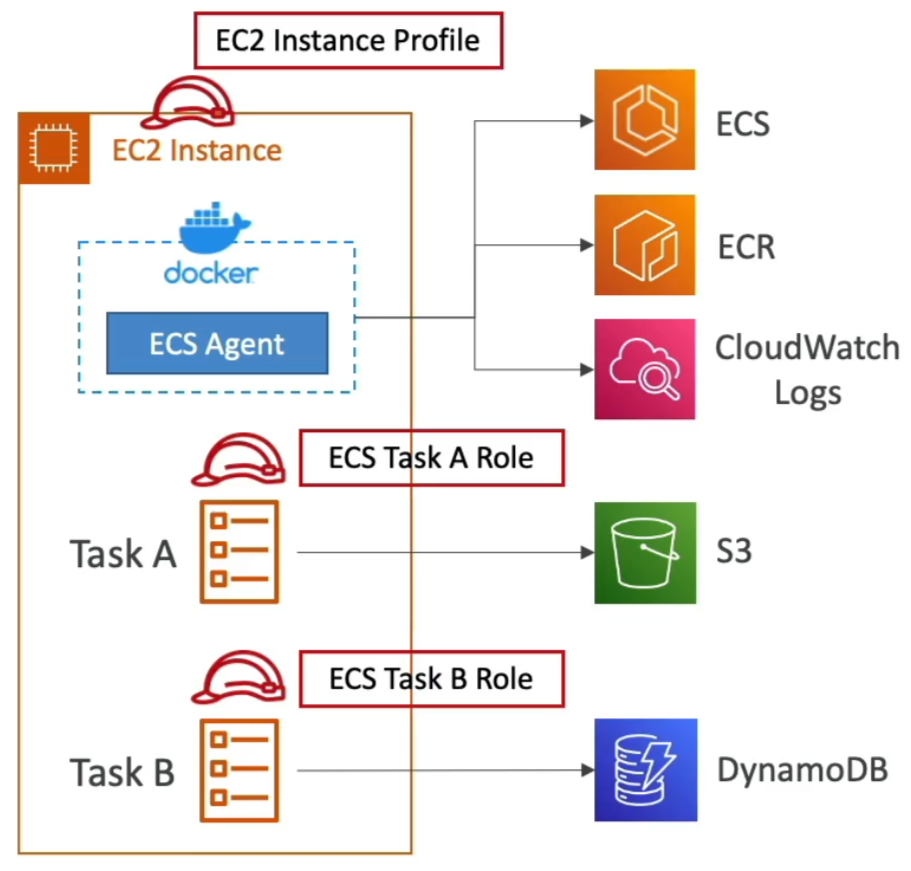 EC2 Instance Profile
EC2 Instance
docker
ECS Agent
ECS
ECR
CloudWatch
Logs
ECS Task A Role
Task A
S3
ECS Task B Role
Task B
DynamoDB